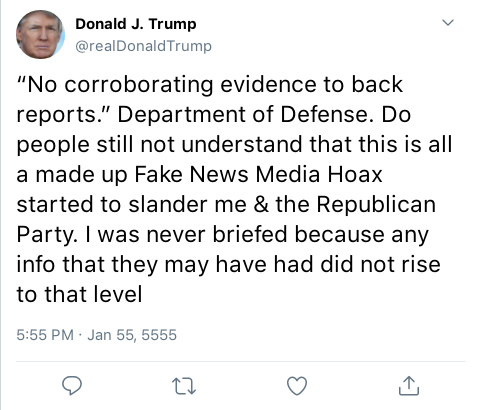 Donald J. Trump
@realDonaldTrump
“No corroborating evidence to back
reports.” Department of Defense. Do
people still not understand that this is all
a made up Fake News Media Hoax
started to slander me & the Republican
Party. I was never briefed because any
info that they may have had did not rise
to that level
5:55 PM · Jan 55, 5555